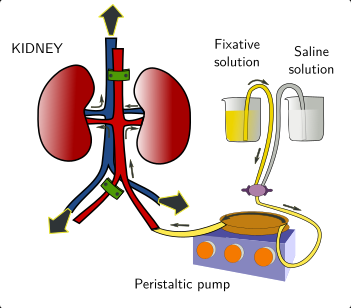 KIDNEY
Fixative
solution
Saline
solution
Peristaltic pump